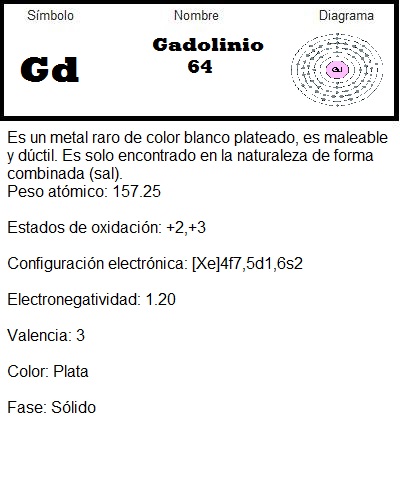 Símbolo Nombre Diagrama
Gd Gadolinio
64
Gd
Es un metal raro de color blanco plateado, es maleable
y dúctil. Es solo encontrado en la naturaleza de forma
combinada (sal).
Peso atómico: 157.25
Estados de oxidación: +2,+3
Configuración electrónica: [Xe]4f7,5d1,6s2
Electronegatividad: 1.20
Valencia: 3
Color: Plata
Fase: Sólido